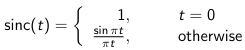 sinc(t) = { 1, t = 0
sin πt / πt, otherwise